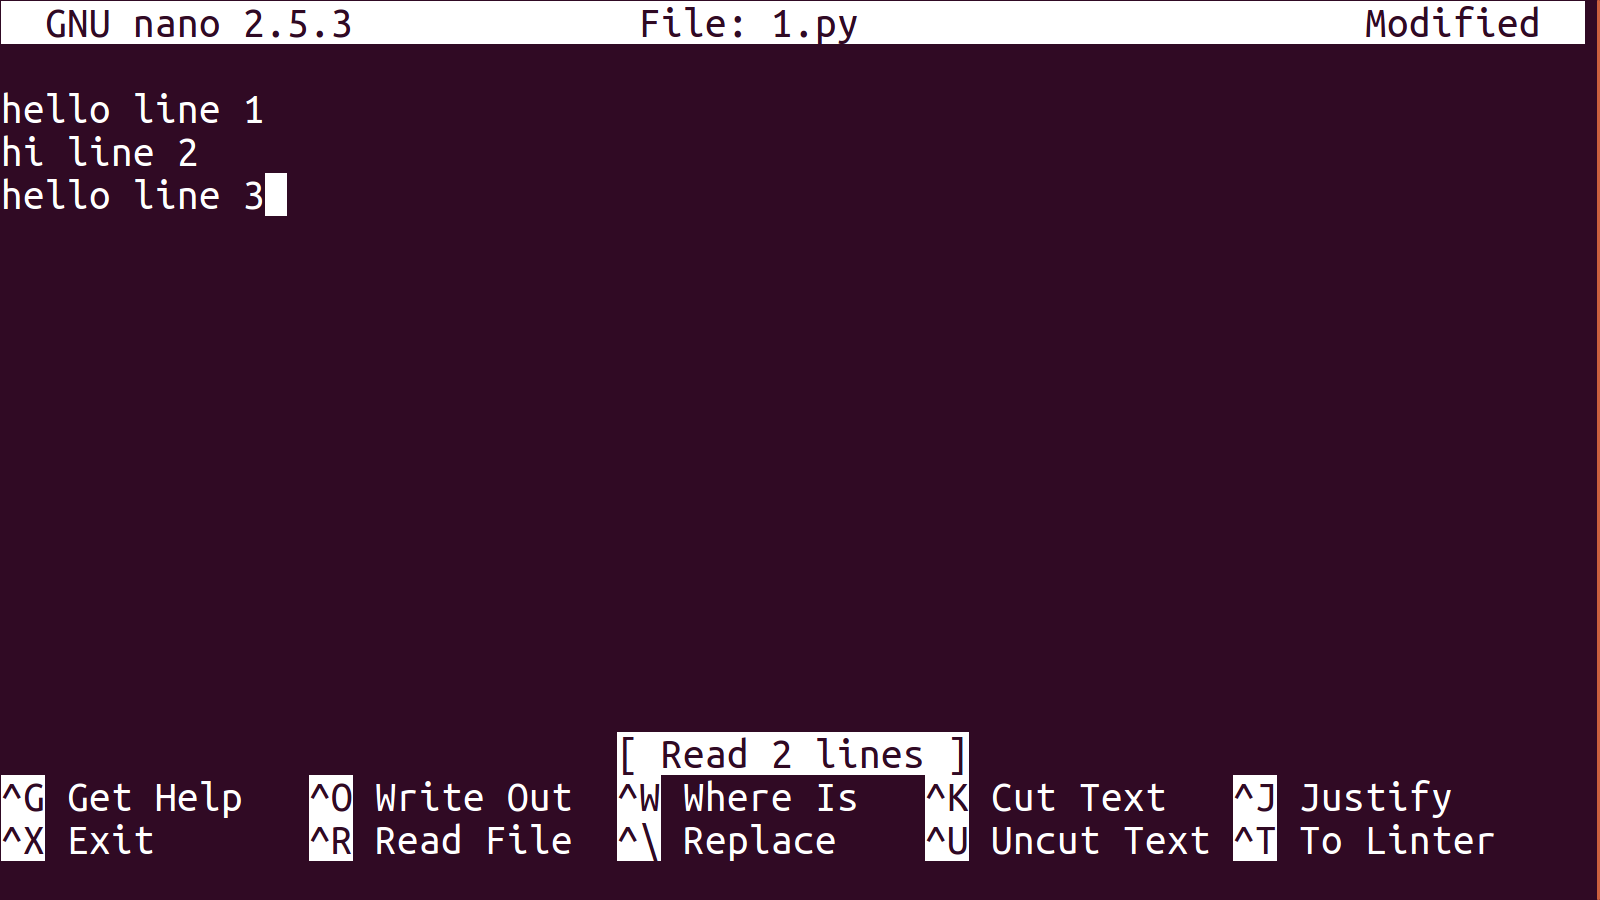 GNU nano 2.5.3 File: 1.py Modified
hello line 1
hi line 2
hello line 3
[ Read 2 lines ]
^G Get Help ^O Write Out ^W Where Is ^K Cut Text ^J Justify
^X Exit ^R Read File ^\ Replace ^U Uncut Text ^T To Linter